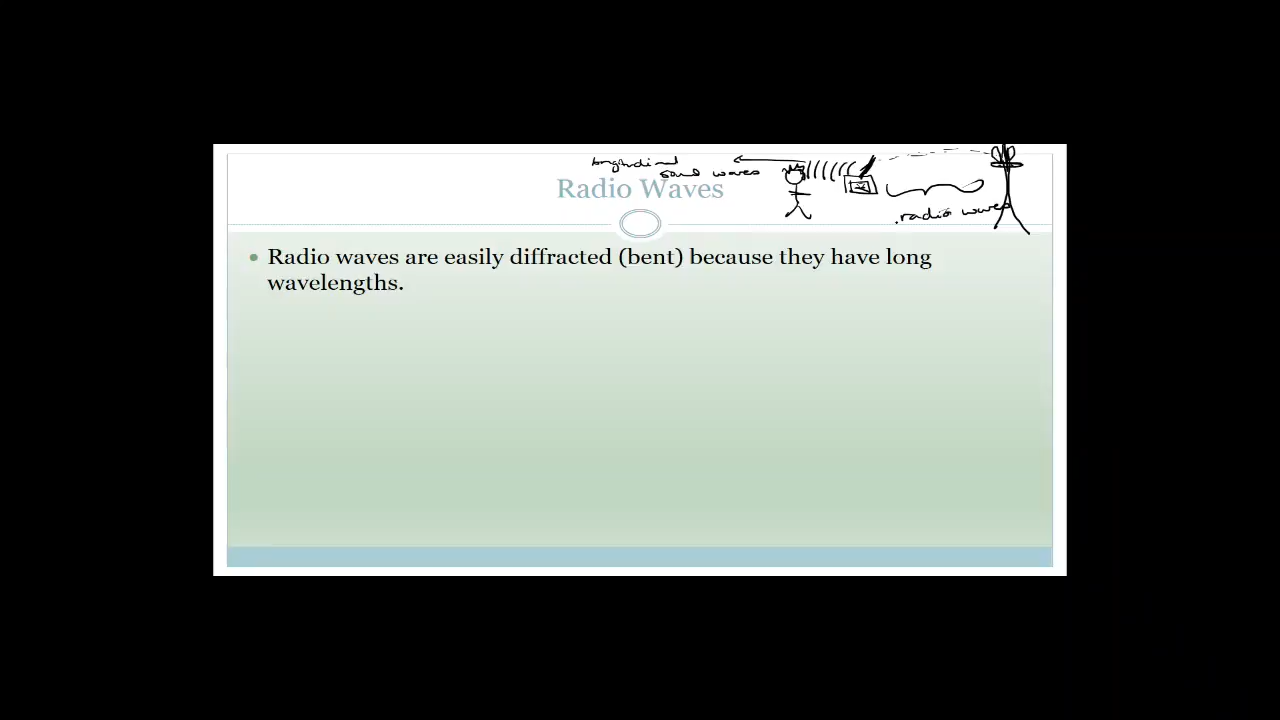 longitudinal
sound waves
Radio Waves
.radio waves
Radio waves are easily diffracted (bent) because they have long
wavelengths.